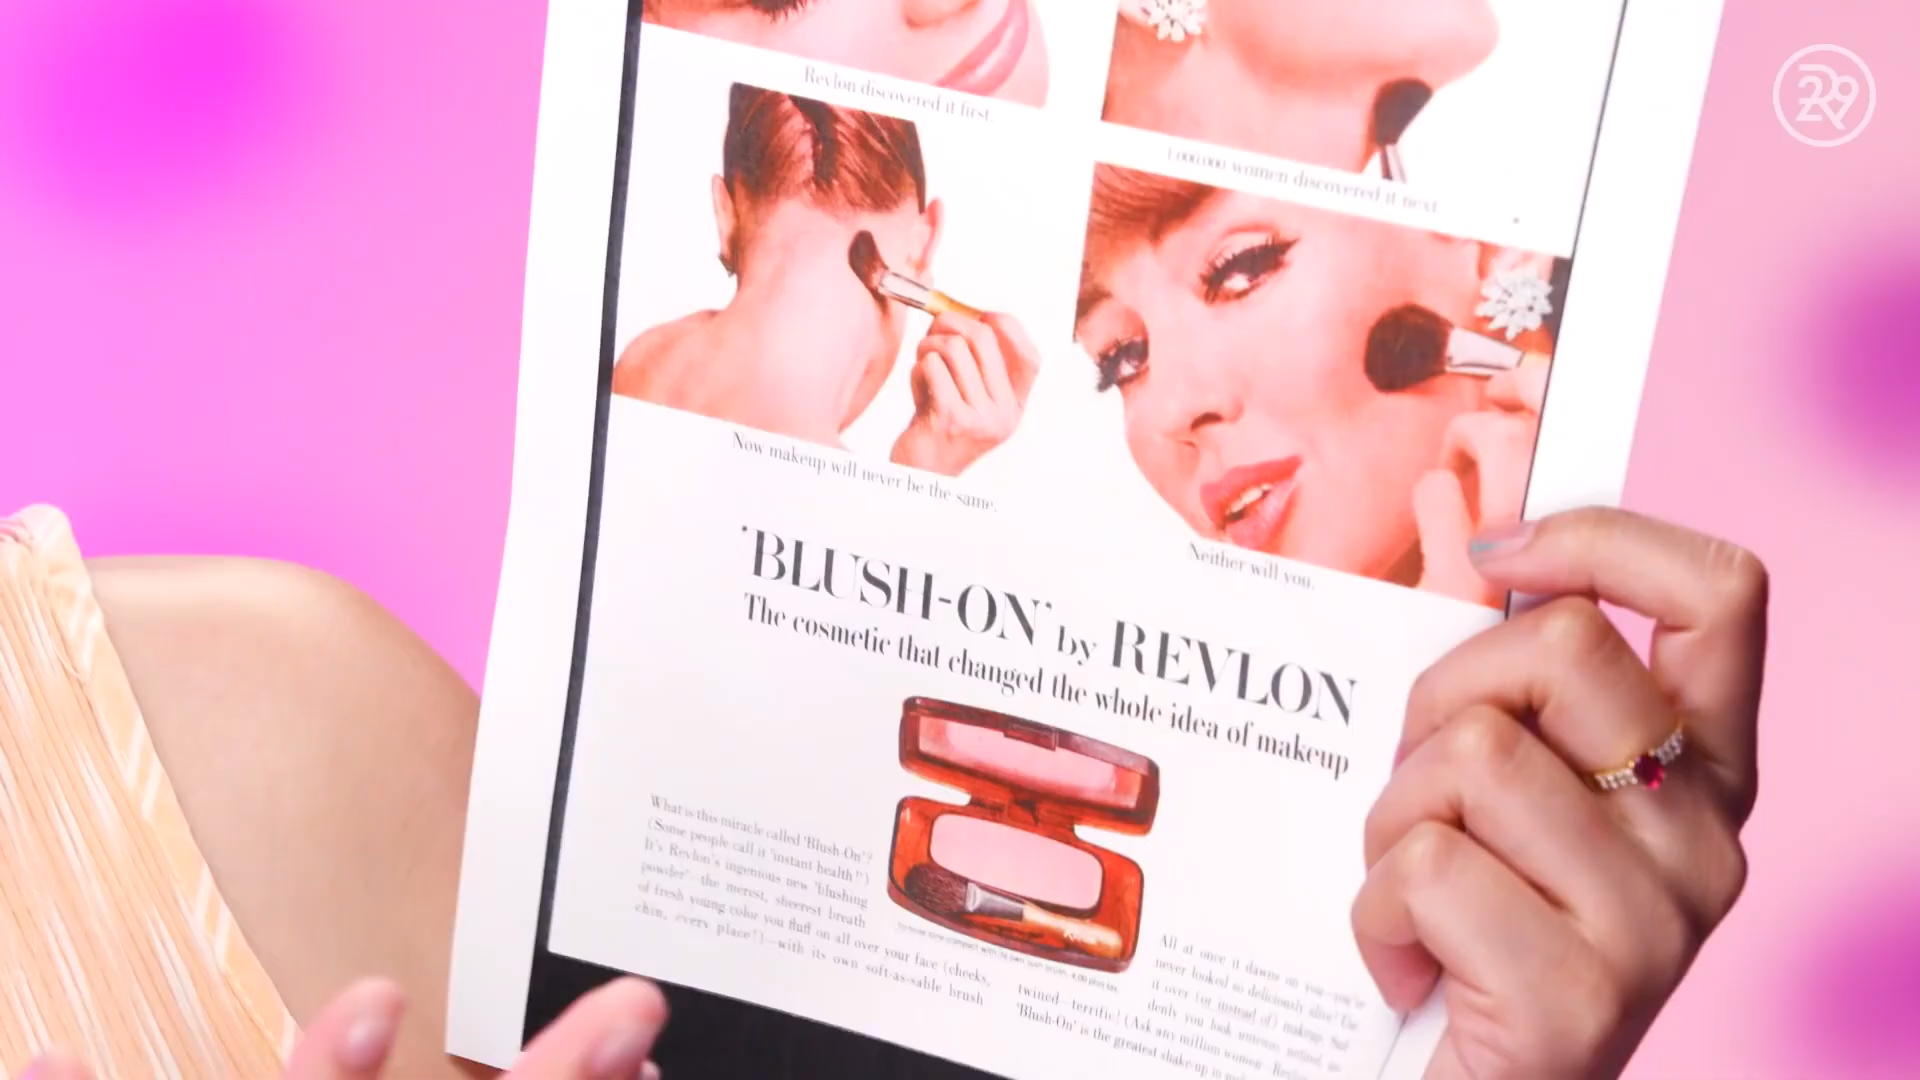 R29
Revlon discovered it first.
1,000,000 women discovered it next.
Now makeup will never be the same.
Neither will you.
'BLUSH-ON' by REVLON
The cosmetic that changed the whole idea of makeup
What is this miracle called 'Blush-On'?
(Some people call it "instant health!")
It's Revlon's ingenious new 'blushing
powder'—the merest, sheerest breath
of fresh young color you fluff on all over your face (cheeks,
chin, every place!)—with its own soft-as-sable brush
All at once it dawns on you—you've
never looked so deliciously alive! Use
it over (or instead of) makeup. Sud-
denly you look
twined—terrific! (Ask any million women—Revlon
'Blush-On' is the greatest shake-up in